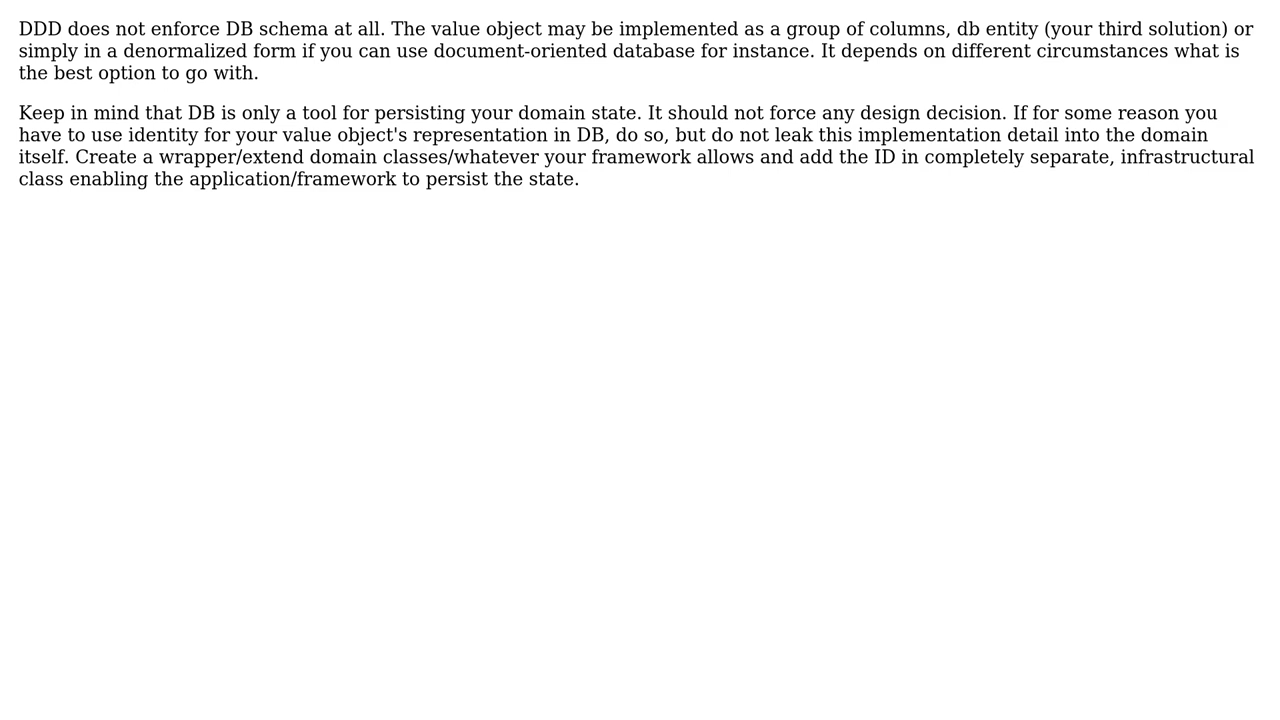 DDD does not enforce DB schema at all. The value object may be implemented as a group of columns, db entity (your third solution) or
simply in a denormalized form if you can use document-oriented database for instance. It depends on different circumstances what is
the best option to go with.
Keep in mind that DB is only a tool for persisting your domain state. It should not force any design decision. If for some reason you
have to use identity for your value object's representation in DB, do so, but do not leak this implementation detail into the domain
itself. Create a wrapper/extend domain classes/whatever your framework allows and add the ID in completely separate, infrastructural
class enabling the application/framework to persist the state.